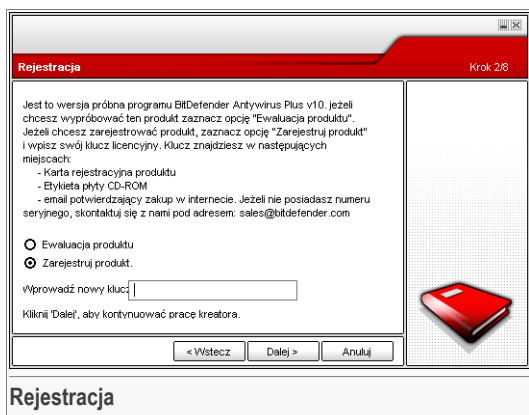 Rejestracja
Krok 2/8
Jest to wersja próbna programu BitDefender Antywirus Plus v10. jeżeli
chcesz wypróbować ten produkt zaznacz opcję "Ewaluacja produktu".
Jeżeli chcesz zarejestrować produkt, zaznacz opcję "Zarejestruj produkt"
i wpisz swój klucz licencyjny. Klucz znajdziesz w następujących
miejscach:
- Karta rejestracyjna produktu
- Etykieta płyty CD-ROM
- email potwierdzający zakup w internecie. Jeżeli nie posiadasz numeru
seryjnego, skontaktuj się z nami pod adresem: sales@bitdefender.com
Ewaluacja produktu
Zarejestruj produkt.
Wprowadź nowy klucz
Kliknij 'Dalej', aby kontynuować pracę kreatora.
< Wstecz
Dalej >
Anuluj
Rejestracja